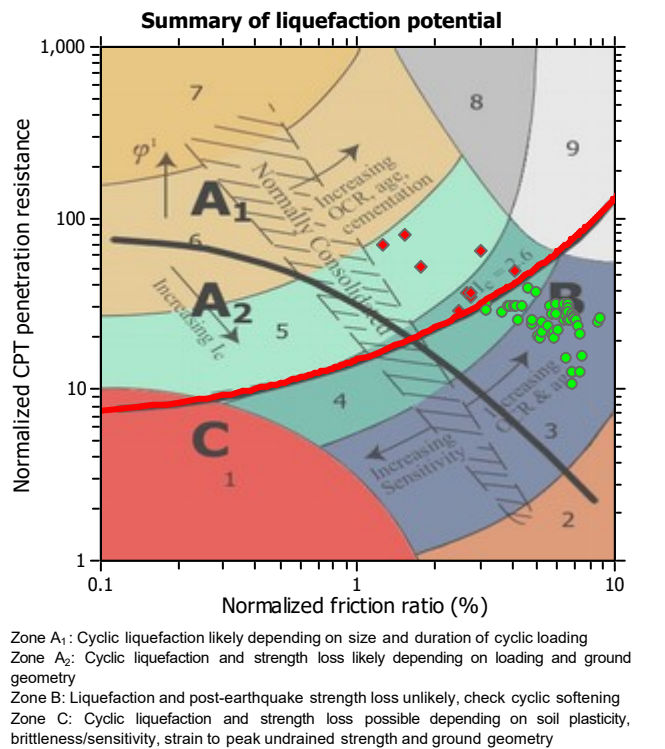 Summary of liquefaction potential
Normalized CPT penetration resistance
1,000
100
10
1
7
8
9
φ'
A1
Increasing
OCR, age,
cementation
Normally Consolidated
6
Ic = 2.6
A2
Increasing Ic
5
B
4
Increasing
OCR & age
3
C
1
Increasing
Sensitivity
2
0.1
1
10
Normalized friction ratio (%)
Zone A1: Cyclic liquefaction likely depending on size and duration of cyclic loading
Zone A2: Cyclic liquefaction and strength loss likely depending on loading and ground
geometry
Zone B: Liquefaction and post-earthquake strength loss unlikely, check cyclic softening
Zone C: Cyclic liquefaction and strength loss possible depending on soil plasticity,
brittleness/sensitivity, strain to peak undrained strength and ground geometry